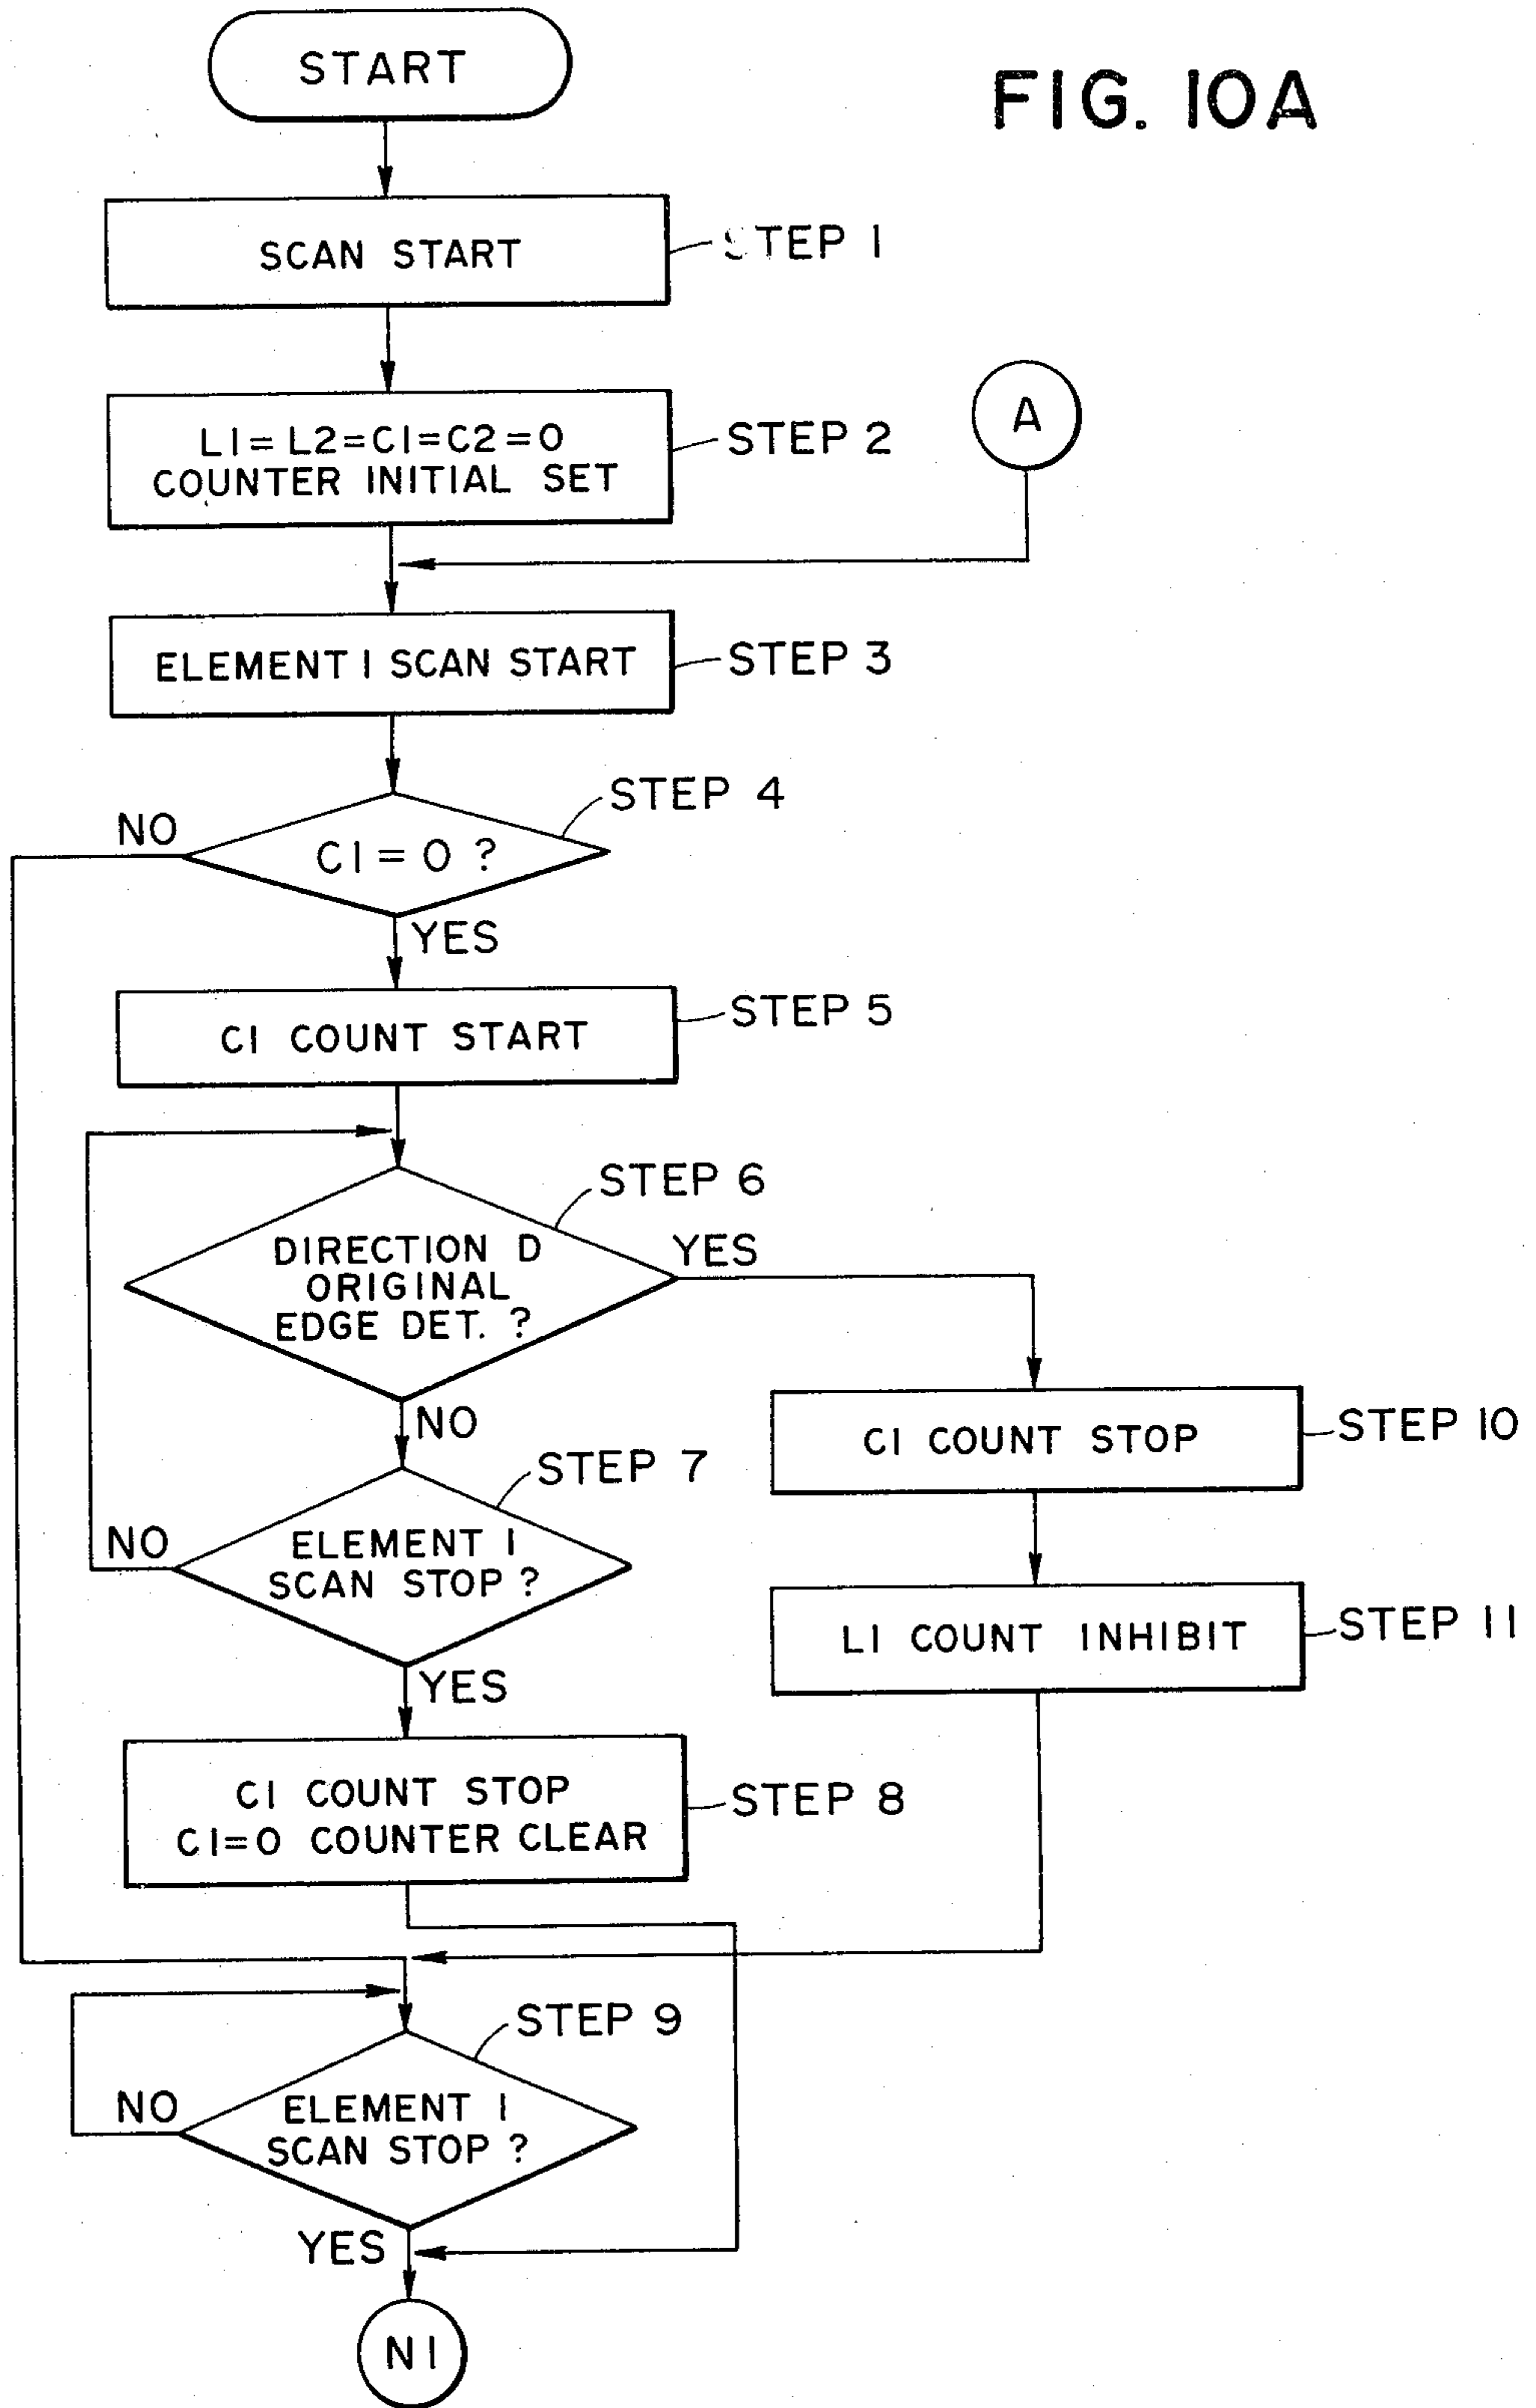 START
FIG. 10A
SCAN START
STEP 1
L1=L2=C1=C2=0
COUNTER INITIAL SET
STEP 2
A
ELEMENT 1 SCAN START
STEP 3
STEP 4
NO
C1=0 ?
YES
C1 COUNT START
STEP 5
STEP 6
DIRECTION D
ORIGINAL
EDGE DET. ?
YES
NO
C1 COUNT STOP
STEP 10
STEP 7
NO
ELEMENT 1
SCAN STOP ?
L1 COUNT INHIBIT
STEP 11
YES
C1 COUNT STOP
C1=0 COUNTER CLEAR
STEP 8
STEP 9
NO
ELEMENT 1
SCAN STOP ?
YES
N1